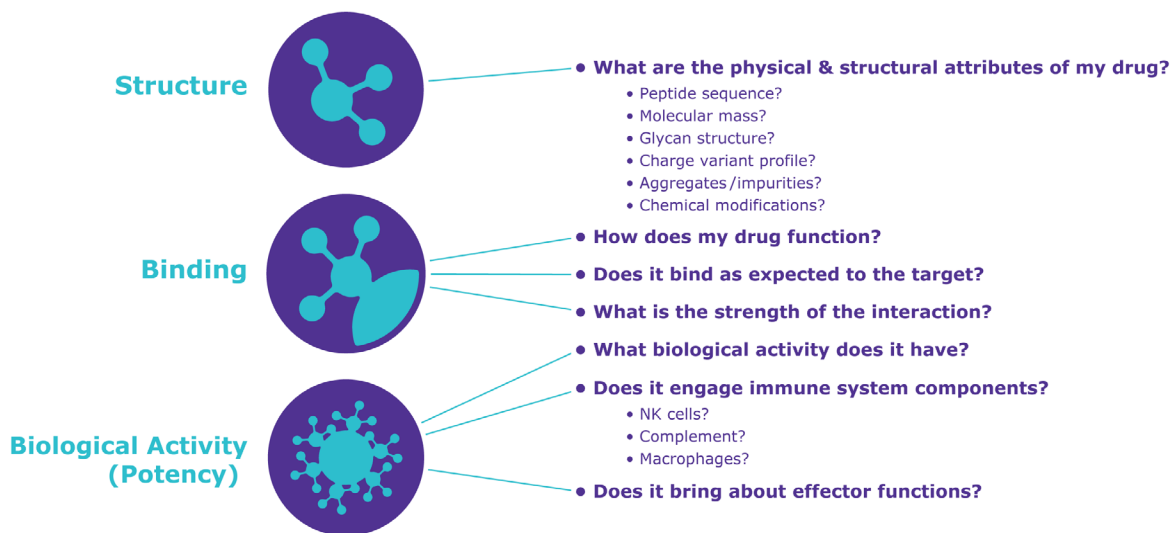 Structure
• What are the physical & structural attributes of my drug?
• Peptide sequence?
• Molecular mass?
• Glycan structure?
• Charge variant profile?
• Aggregates/impurities?
• Chemical modifications?
Binding
• How does my drug function?
• Does it bind as expected to the target?
• What is the strength of the interaction?
Biological Activity
(Potency)
• What biological activity does it have?
• Does it engage immune system components?
• NK cells?
• Complement?
• Macrophages?
• Does it bring about effector functions?